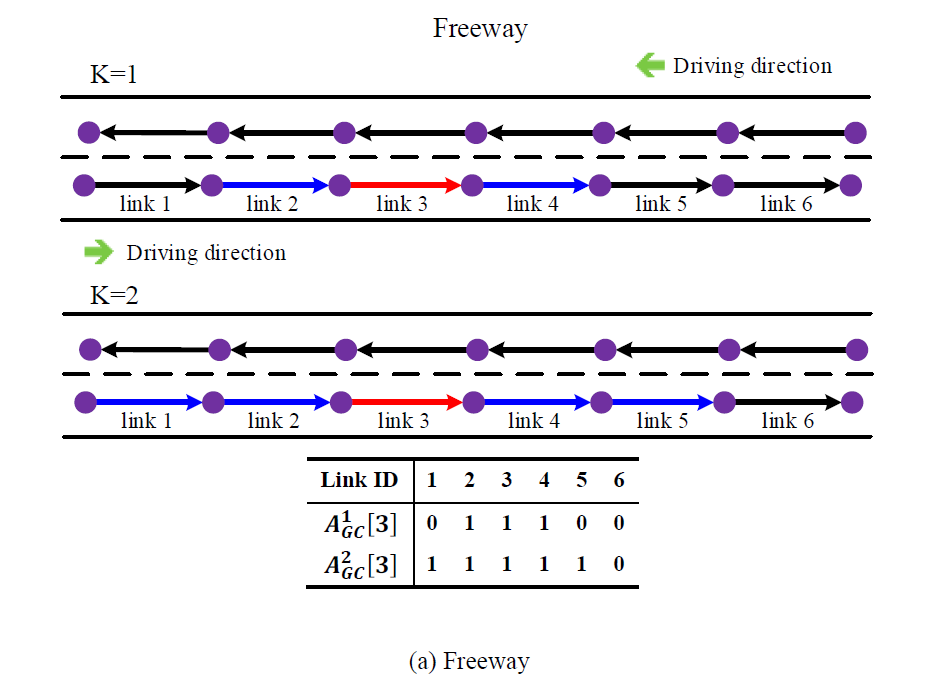 Freeway
K=1
Driving direction
link 1 link 2 link 3 link 4 link 5 link 6
Driving direction
K=2
link 1 link 2 link 3 link 4 link 5 link 6
Link ID 1 2 3 4 5 6
$A^{1}_{GC}[3]$ 0 1 1 1 0 0
$A^{2}_{GC}[3]$ 1 1 1 1 1 0
(a) Freeway